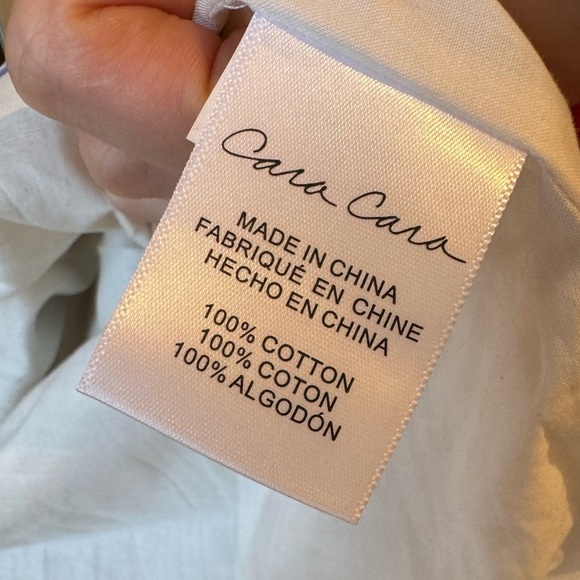 Cara Cara
MADE IN CHINA
FABRIQUÉ EN CHINE
HECHO EN CHINA
100% COTTON
100% COTON
100% ALGODÓN